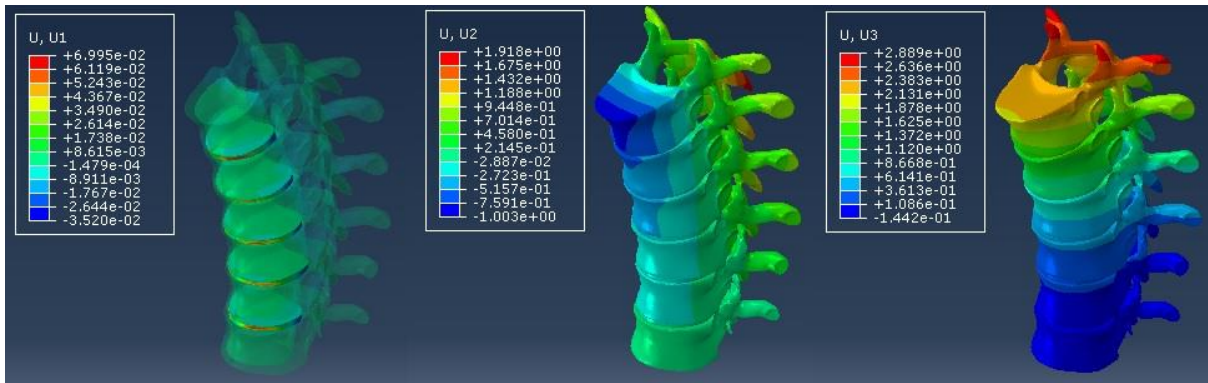 U, U1
+6.995e-02
+6.119e-02
+5.243e-02
+4.367e-02
+3.490e-02
+2.614e-02
+1.738e-02
+8.615e-03
-1.479e-04
-8.911e-03
-1.767e-02
-2.644e-02
-3.520e-02
U, U2
+1.918e+00
+1.675e+00
+1.432e+00
+1.188e+00
+9.448e-01
+7.014e-01
+4.580e-01
+2.145e-01
-2.887e-02
-2.723e-01
-5.157e-01
-7.591e-01
-1.003e+00
U, U3
+2.889e+00
+2.636e+00
+2.383e+00
+2.131e+00
+1.878e+00
+1.625e+00
+1.372e+00
+1.120e+00
+8.668e-01
+6.141e-01
+3.613e-01
+1.086e-01
-1.442e-01